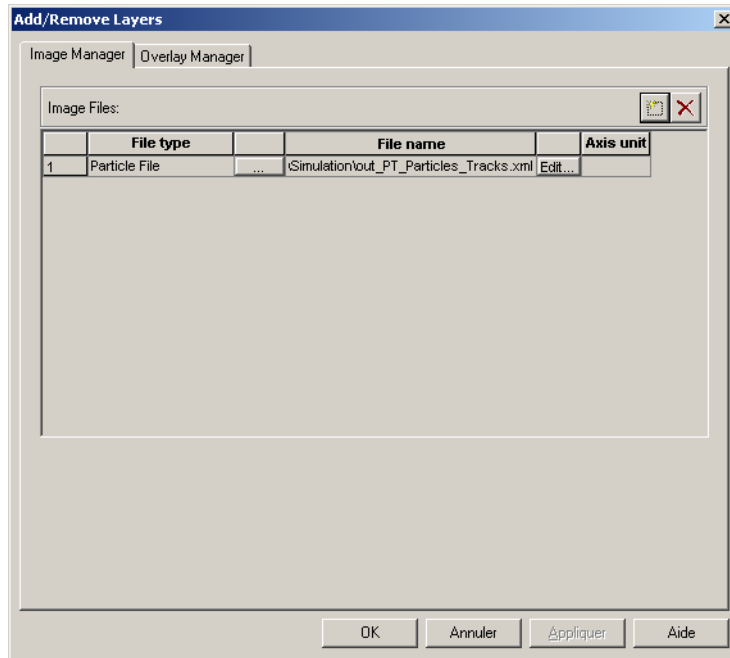 Add/Remove Layers
Image Manager Overlay Manager
Image Files:
File type File name Axis unit
1 Particle File ... \Simulation\out_PT_Particles_Tracks.xml Edit...
OK Annuler Appliquer Aide